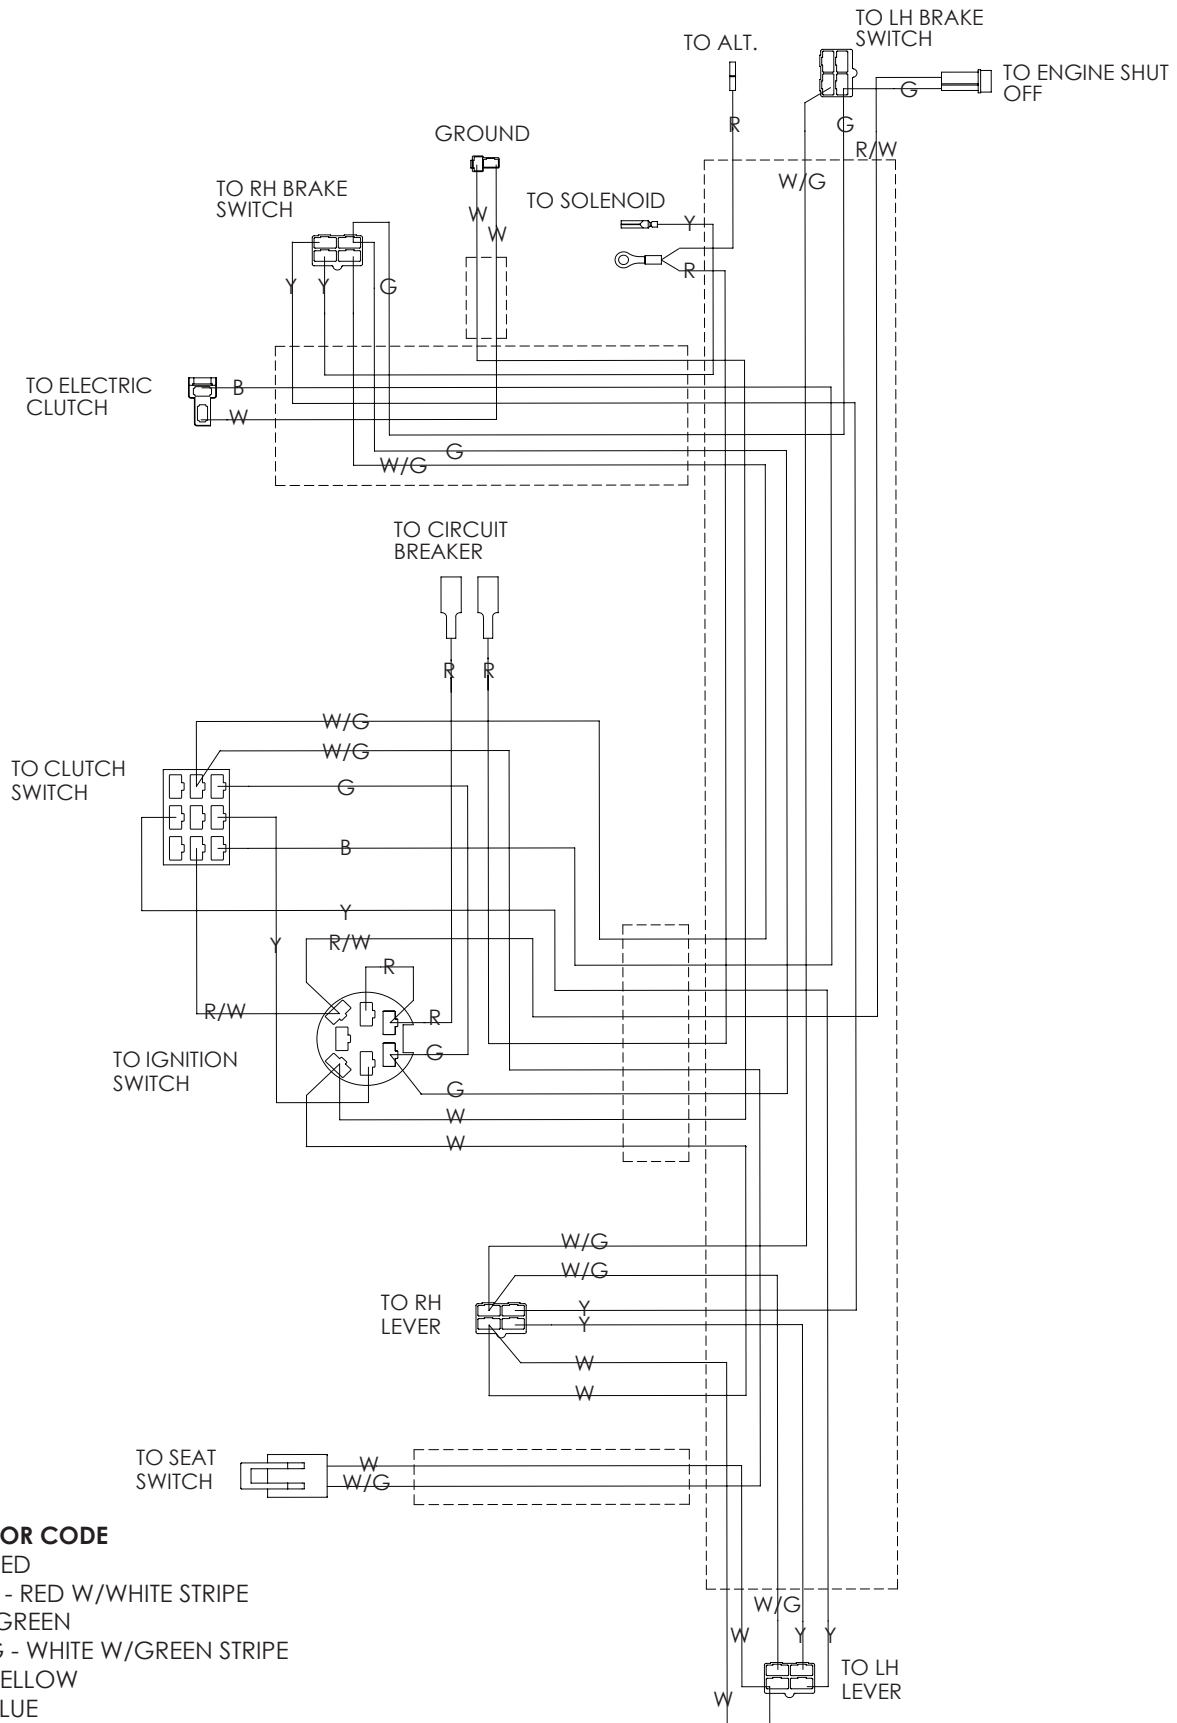 TO LH BRAKE
SWITCH
TO ALT.
TO ENGINE SHUT
OFF
G
R
G
R/W
GROUND
W/G
TO RH BRAKE
SWITCH
TO SOLENOID
W
W
Y
R
Y
Y
G
TO ELECTRIC
CLUTCH
B
W
G
W/G
TO CIRCUIT
BREAKER
R
R
W/G
W/G
TO CLUTCH
SWITCH
G
B
Y
Y
R/W
R
R/W
R
TO IGNITION
SWITCH
G
G
W
W
W/G
W/G
TO RH
LEVER
Y
Y
W
W
TO SEAT
SWITCH
W
W/G
OR CODE
ED
- RED W/WHITE STRIPE
GREEN
G - WHITE W/GREEN STRIPE
ELLOW
LUE
W/G
W
Y
Y
TO LH
LEVER
W